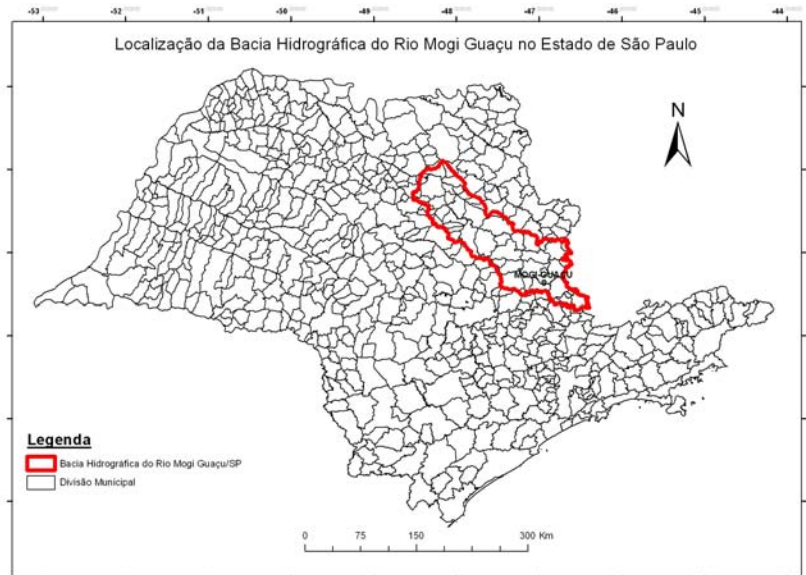 -53 -52 -51 -50 -49 -48 -47 -46 -45 -44
Localização da Bacia Hidrográfica do Rio Mogi Guaçu no Estado de São Paulo
N
MOGI-GUAÇU
Legenda
Bacia Hidrográfica do Rio Mogi Guaçu/SP
Divisão Municipal
0 75 150 300 Km